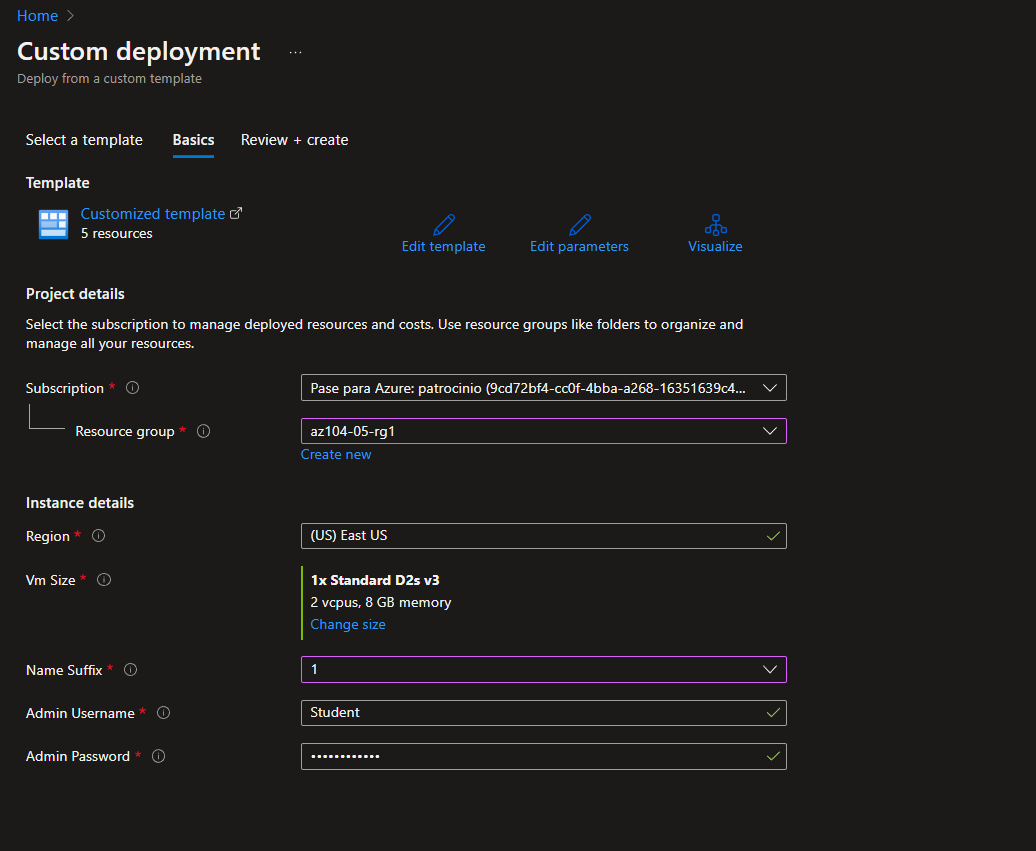 Home
Custom deployment ...
Deploy from a custom template
Select a template Basics Review + create
Template
Customized template
5 resources
Edit template Edit parameters Visualize
Project details
Select the subscription to manage deployed resources and costs. Use resource groups like folders to organize and
manage all your resources.
Subscription * Pase para Azure: patrocinio (9cd72bf4-cc0f-4bba-a268-16351639c4...
Resource group * az104-05-rg1
Create new
Instance details
Region * (US) East US
Vm Size * 1x Standard D2s v3
2 vcpus, 8 GB memory
Change size
Name Suffix * 1
Admin Username * Student
Admin Password * ••••••••••••